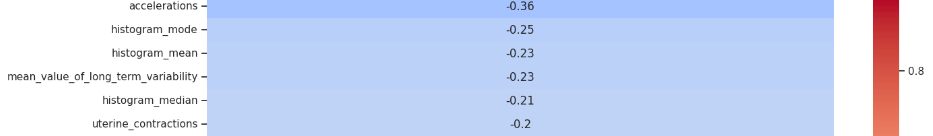 accelerations -0.36
histogram_mode -0.25
histogram_mean -0.23
mean_value_of_long_term_variability -0.23
0.8
histogram_median -0.21
uterine_contractions -0.2